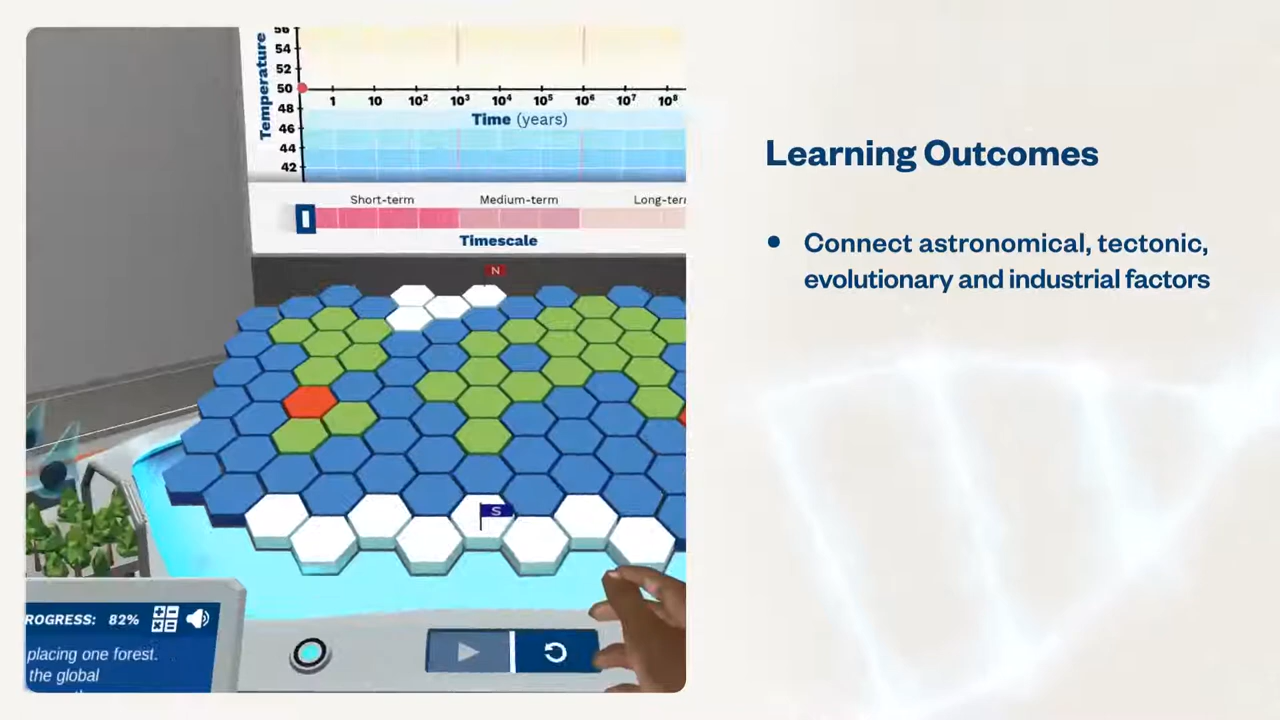 56
54
52
50
48
46
44
42
Temperature
1 10 10² 10³ 10⁴ 10⁵ 10⁶ 10⁷ 10⁸
Time (years)
Short-term Medium-term Long-ter
Timescale
N
S
ROGRESS: 82%
placing one forest.
the global
Learning Outcomes
• Connect astronomical, tectonic,
evolutionary and industrial factors